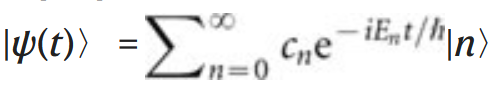 |ψ(t)⟩ = ∑_{n=0}^{∞} c_n e^{−iE_n t/ℏ}|n⟩